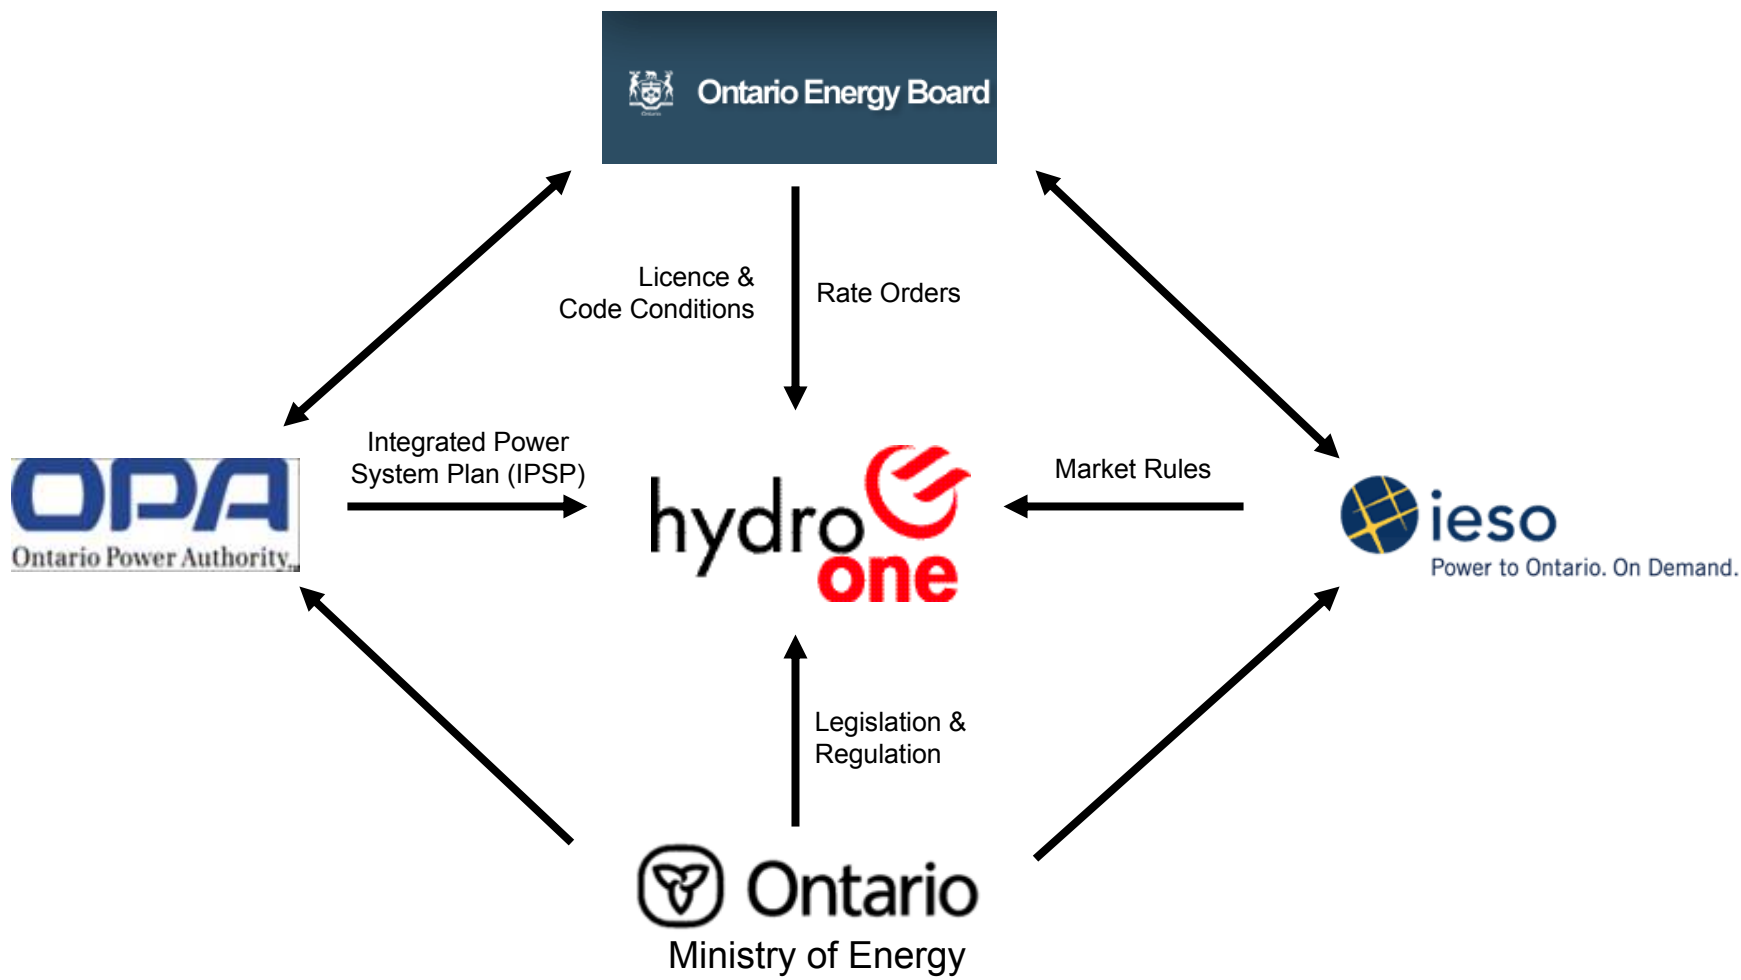 Ontario Energy Board
Ontario
Licence &
Code Conditions
Rate Orders
Integrated Power
System Plan (IPSP)
Market Rules
OPA
Ontario Power Authority
hydro
one
ieso
Power to Ontario. On Demand.
Legislation &
Regulation
Ontario
Ministry of Energy